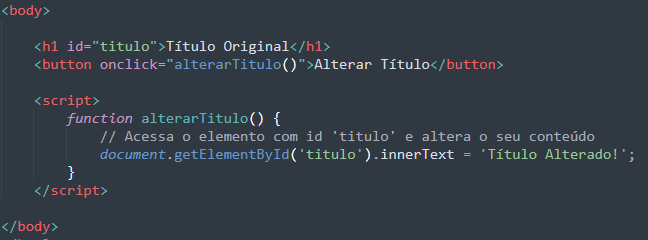 <body>
<h1 id="titulo">Título Original</h1>
<button onclick="alterarTitulo()">Alterar Título</button>
<script>
function alterarTitulo() {
// Acessa o elemento com id 'titulo' e altera o seu conteúdo
document.getElementById('titulo').innerText = 'Título Alterado!';
}
</script>
</body>